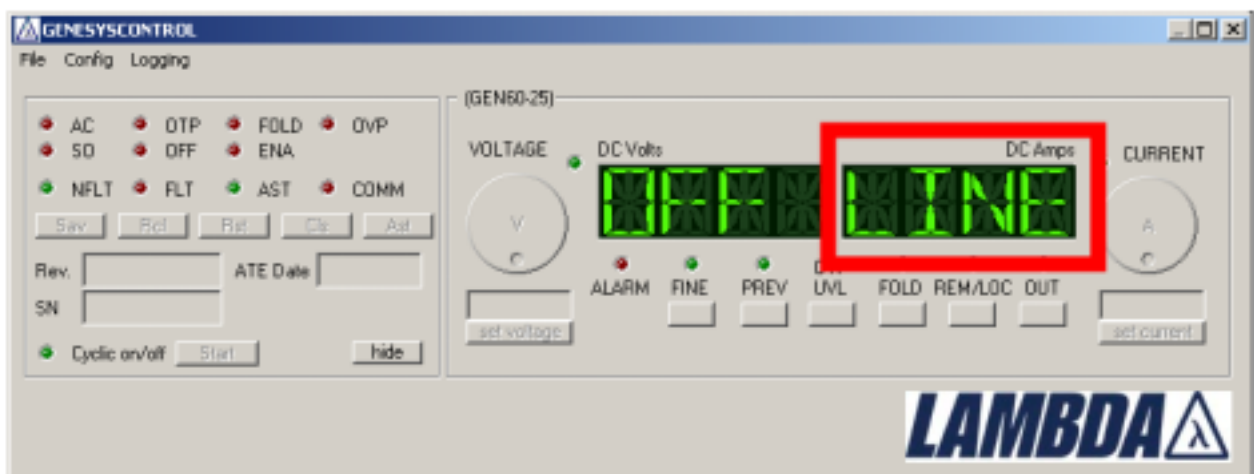 GENESYSCONTROL
File Config Logging
(GEN60-25)
AC OTP FOLD OVP
SO OFF ENA
NFLT FLT AST COMM
Sav Rcl Rst Cls Ast
Rev. ATE Date
SN
Cyclic on/off Start hide
VOLTAGE DC Volts DC Amps CURRENT
V OFF LINE A
ALARM FINE PREV UVL FOLD REM/LOC OUT
set voltage set current
LAMBDA λ